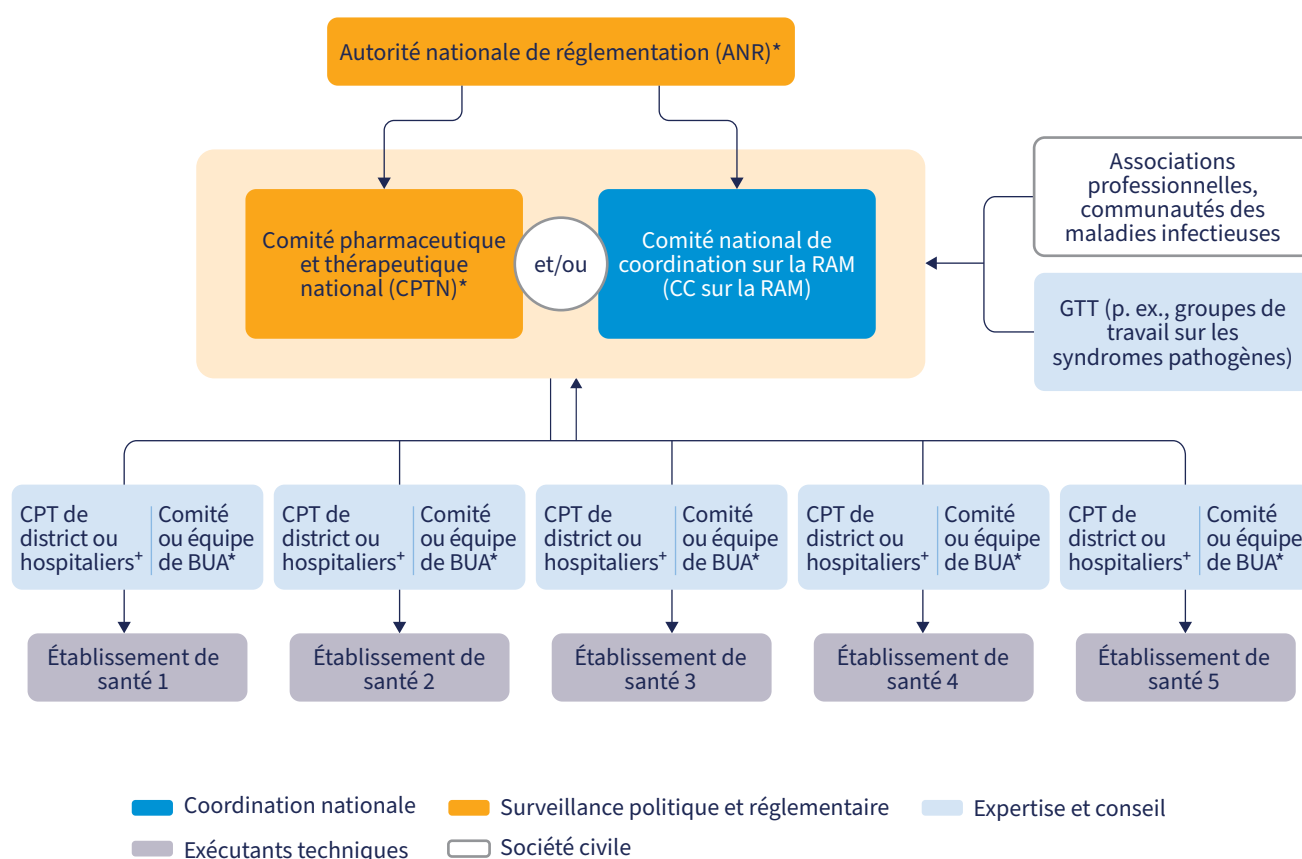 Autorité nationale de réglementation (ANR)*
Comité pharmaceutique
et thérapeutique
national (CPTN)*
et/ou
Comité national de
coordination sur la RAM
(CC sur la RAM)
Associations
professionnelles,
communautés des
maladies infectieuses
GTT (p. ex., groupes de
travail sur les
syndromes pathogènes)
CPT de
district ou
hospitaliers+
Comité
ou équipe
de BUA*
CPT de
district ou
hospitaliers+
Comité
ou équipe
de BUA*
CPT de
district ou
hospitaliers+
Comité
ou équipe
de BUA*
CPT de
district ou
hospitaliers+
Comité
ou équipe
de BUA*
CPT de
district ou
hospitaliers+
Comité
ou équipe
de BUA*
Établissement de
santé 1
Établissement de
santé 2
Établissement de
santé 3
Établissement de
santé 4
Établissement de
santé 5
Coordination nationale
Surveillance politique et réglementaire
Expertise et conseil
Exécutants techniques
Société civile